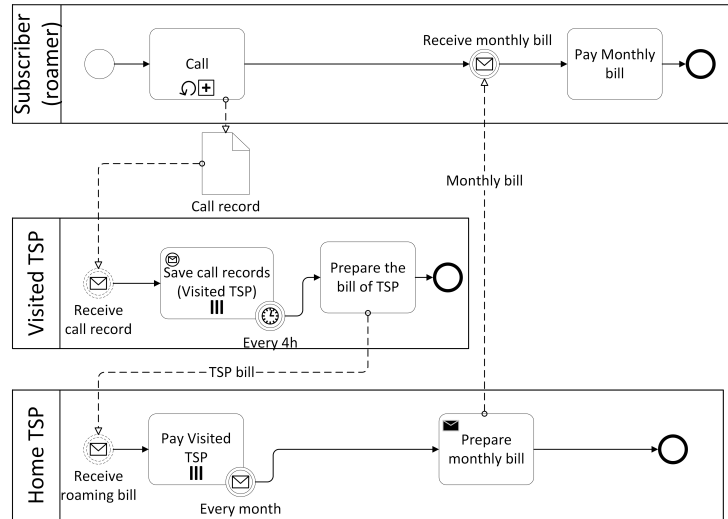 Subscriber
(roamer)
Call
Receive monthly bill
Pay Monthly
bill
Call record
Monthly bill
Visited TSP
Receive
call record
Save call records
(Visited TSP)
Every 4h
Prepare the
bill of TSP
TSP bill
Home TSP
Receive
roaming bill
Pay Visited
TSP
Every month
Prepare
monthly bill